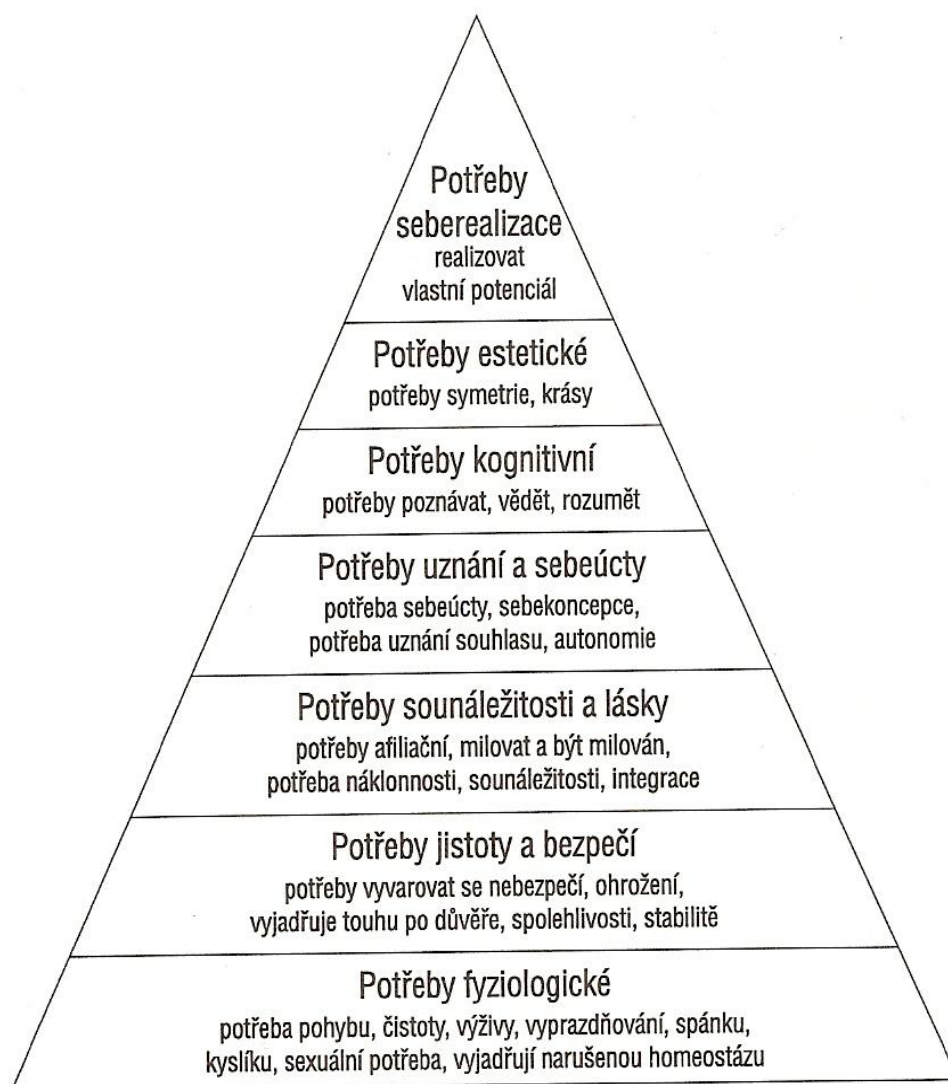 Potřeby
seberealizace
realizovat
vlastní potenciál
Potřeby estetické
potřeby symetrie, krásy
Potřeby kognitivní
potřeby poznávat, vědět, rozumět
Potřeby uznání a sebeúcty
potřeba sebeúcty, sebekoncepce,
potřeba uznání souhlasu, autonomie
Potřeby sounáležitosti a lásky
potřeby afiliační, milovat a být milován,
potřeba náklonnosti, sounáležitosti, integrace
Potřeby jistoty a bezpečí
potřeby vyvarovat se nebezpečí, ohrožení,
vyjadřuje touhu po důvěře, spolehlivosti, stabilitě
Potřeby fyziologické
potřeba pohybu, čistoty, výživy, vyprazdňování, spánku,
kyslíku, sexuální potřeba, vyjadřují narušenou homeostázu